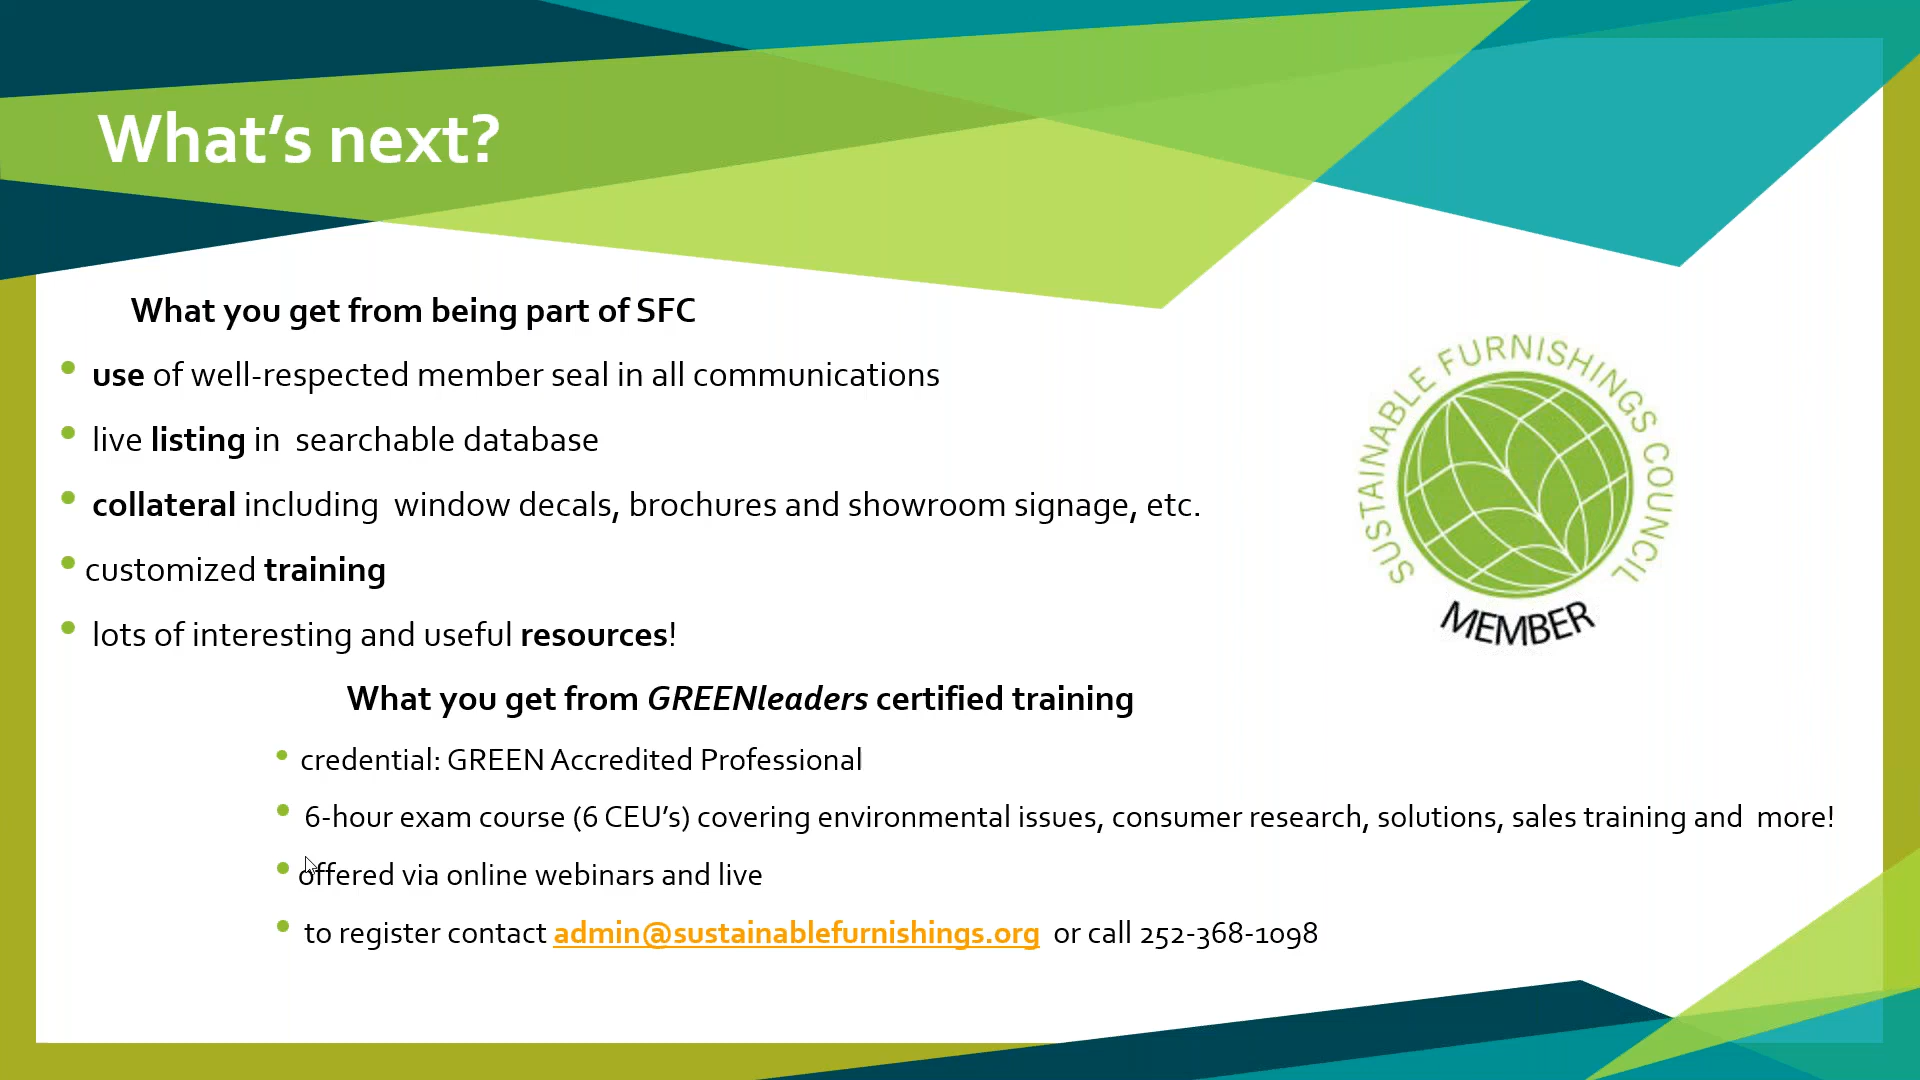 What’s next?
What you get from being part of SFC
• use of well-respected member seal in all communications
• live listing in  searchable database
• collateral including  window decals, brochures and showroom signage, etc.
• customized training
• lots of interesting and useful resources!
SUSTAINABLE FURNISHINGS COUNCIL
MEMBER
What you get from GREENleaders certified training
• credential: GREEN Accredited Professional
• 6-hour exam course (6 CEU’s) covering environmental issues, consumer research, solutions, sales training and  more!
• offered via online webinars and live
• to register contact admin@sustainablefurnishings.org  or call 252-368-1098